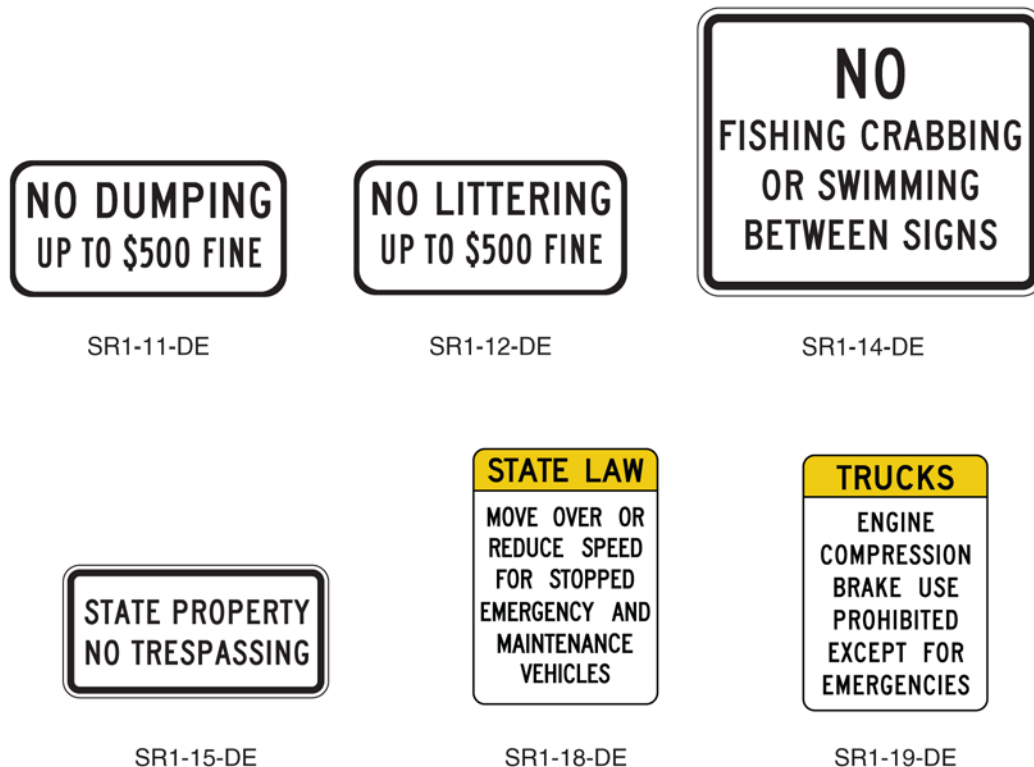 NO DUMPING
UP TO $500 FINE
SR1-11-DE
NO LITTERING
UP TO $500 FINE
SR1-12-DE
NO
FISHING CRABBING
OR SWIMMING
BETWEEN SIGNS
SR1-14-DE
STATE PROPERTY
NO TRESPASSING
SR1-15-DE
STATE LAW
MOVE OVER OR
REDUCE SPEED
FOR STOPPED
EMERGENCY AND
MAINTENANCE
VEHICLES
SR1-18-DE
TRUCKS
ENGINE
COMPRESSION
BRAKE USE
PROHIBITED
EXCEPT FOR
EMERGENCIES
SR1-19-DE